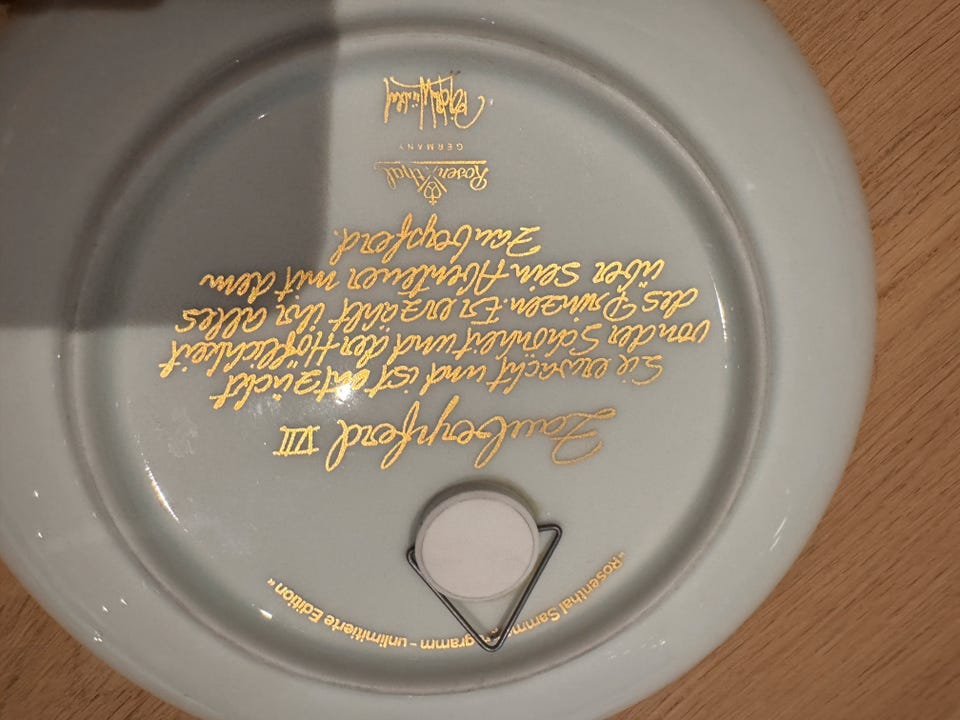 "Rosenthal Sammelprogramm – unlimitierte Edition"
Zauberpferd VII
Sie erwacht und ist entzückt
von der Schönheit und der Höflichkeit
des Prinzen. Er erzählt ihr alles
über sein Abenteuer mit dem
Zauberpferd.
Rosenthal
GERMANY